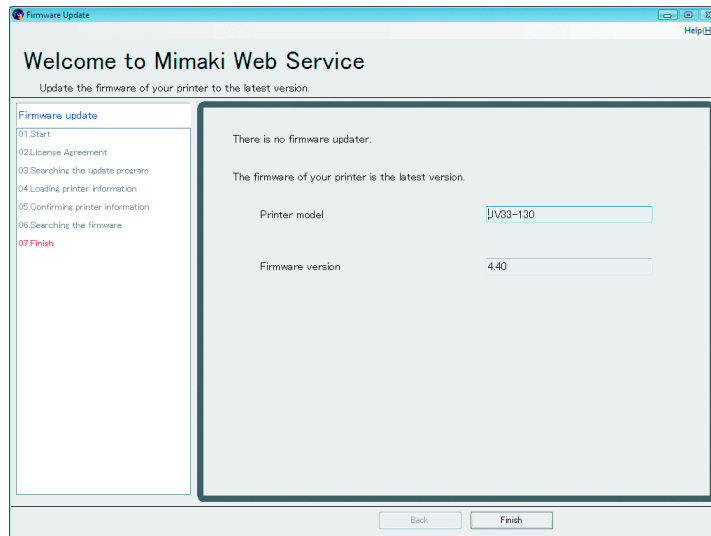 Firmware Update
Help(H
Welcome to Mimaki Web Service
Update the firmware of your printer to the latest version.
Firmware update
01.Start
02.License Agreement
03.Searching the update program
04.Loading printer information
05.Confirming printer information
06.Searching the firmware
07.Finish
There is no firmware updater.
The firmware of your printer is the latest version.
Printer model JV33-130
Firmware version 4.40
Back Finish